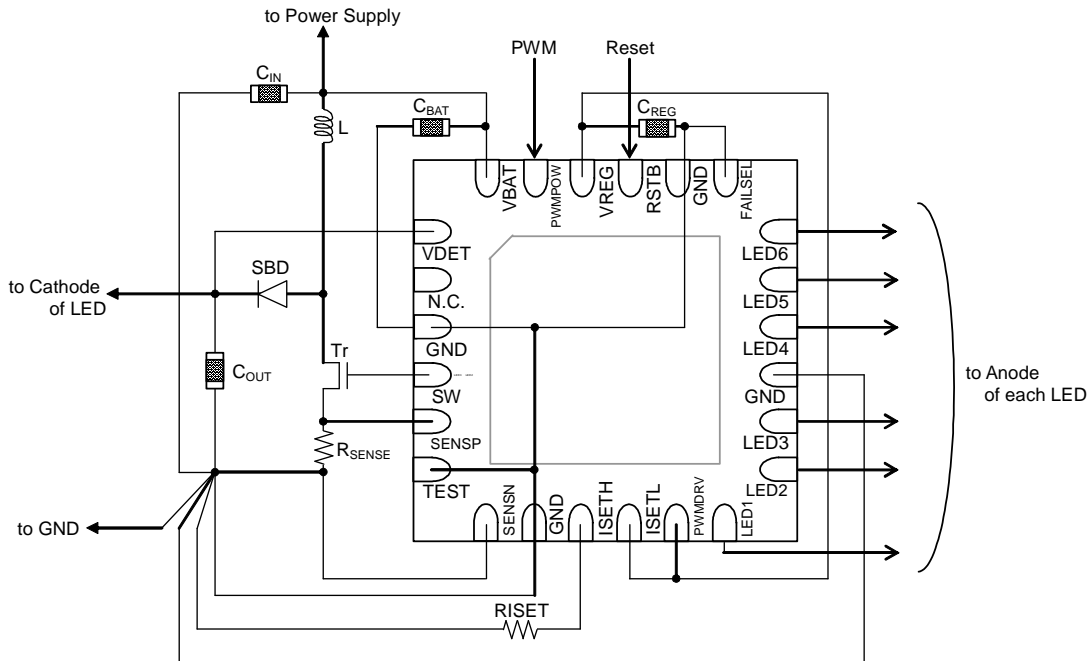 to Power Supply
PWM
Reset
CIN
CBAT
CREG
L
VBAT
PWMPOW
VREG
RSTB
GND
FAILSEL
VDET
LED6
SBD
to Cathode
of LED
N.C.
LED5
GND
LED4
Tr
COUT
SW
GND
to Anode
of each LED
SENSP
LED3
RSENSE
TEST
LED2
SENSN
GND
ISETH
ISETL
PWMDRV
LED1
to GND
RISET